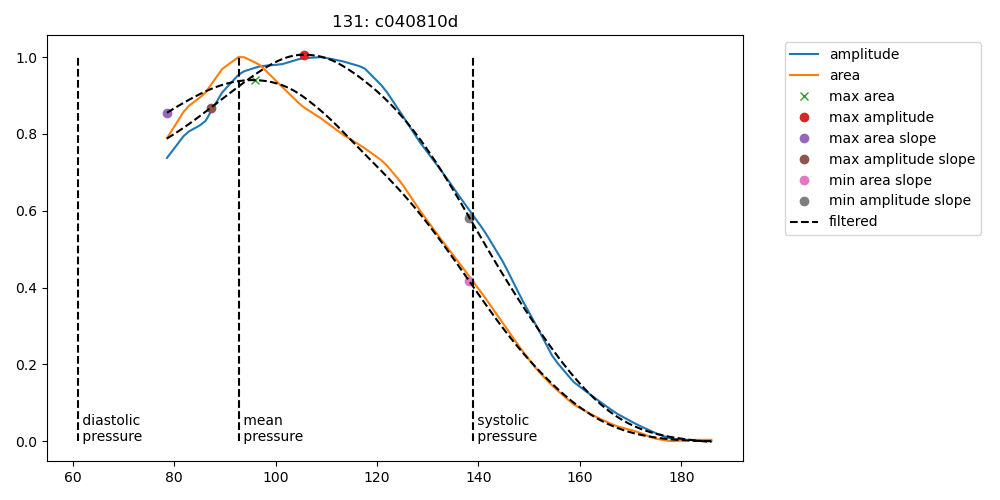 131: c040810d
1.0
0.8
0.6
0.4
0.2
0.0
60
80
100
120
140
160
180
diastolic
pressure
mean
pressure
systolic
pressure
amplitude
area
max area
max amplitude
max area slope
max amplitude slope
min area slope
min amplitude slope
filtered